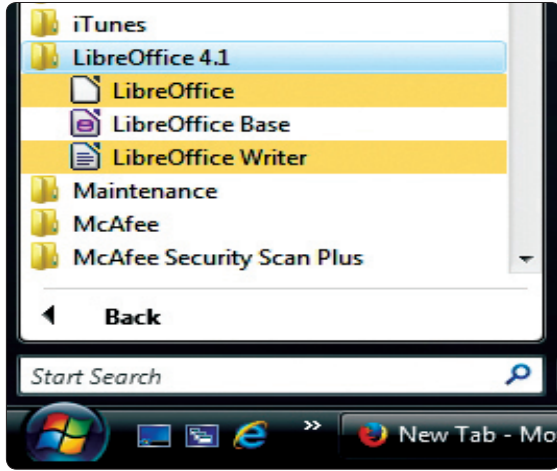 iTunes
LibreOffice 4.1
LibreOffice
LibreOffice Base
LibreOffice Writer
Maintenance
McAfee
McAfee Security Scan Plus
Back
Start Search
» New Tab - Mo